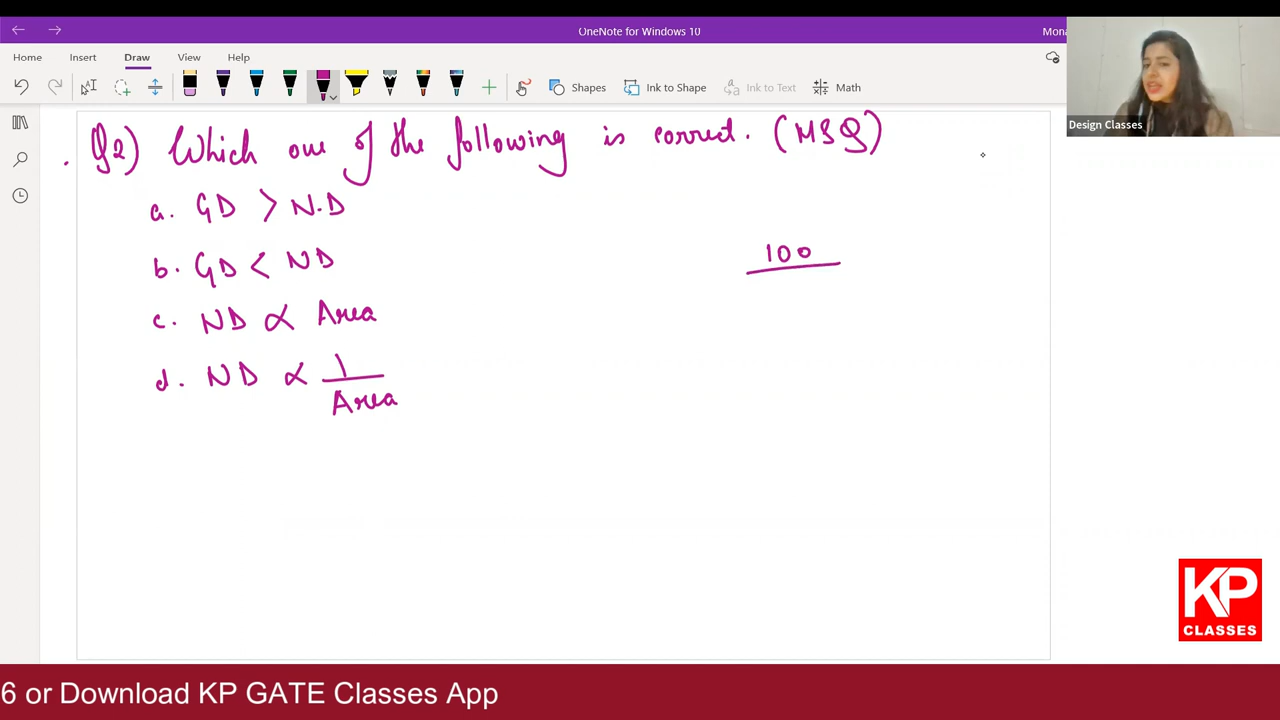 OneNote for Windows 10
Mona
Home Insert Draw View Help
Shapes Ink to Shape Ink to Text Math
Design Classes
Q2) Which one of the following is correct. (MSQ)
a. GD > N.D
b. GD < ND
c. ND ∝ Area
d. ND ∝ 1
Area
100
KP
CLASSES
6 or Download KP GATE Classes App